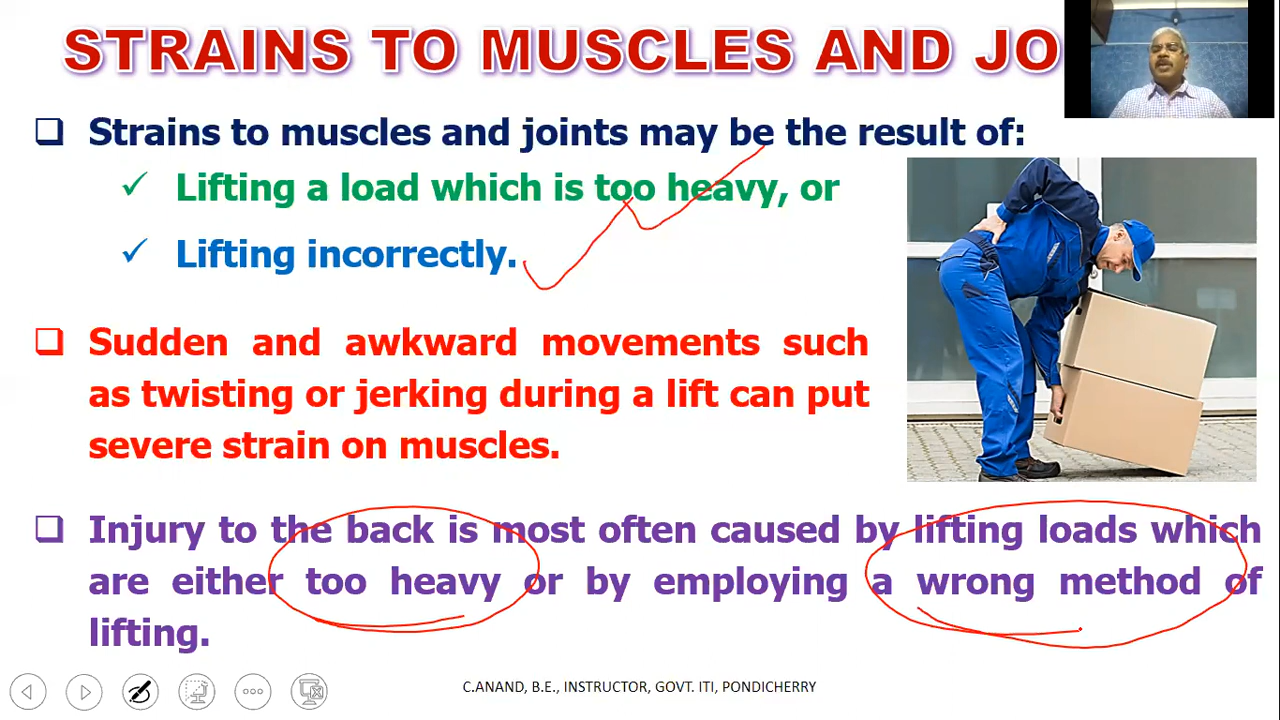 STRAINS TO MUSCLES AND JO
❑ Strains to muscles and joints may be the result of:
✓ Lifting a load which is too heavy, or
✓ Lifting incorrectly.
❑ Sudden and awkward movements such
as twisting or jerking during a lift can put
severe strain on muscles.
❑ Injury to the back is most often caused by lifting loads which
are either too heavy or by employing a wrong method of
lifting.
C.ANAND, B.E., INSTRUCTOR, GOVT. ITI, PONDICHERRY